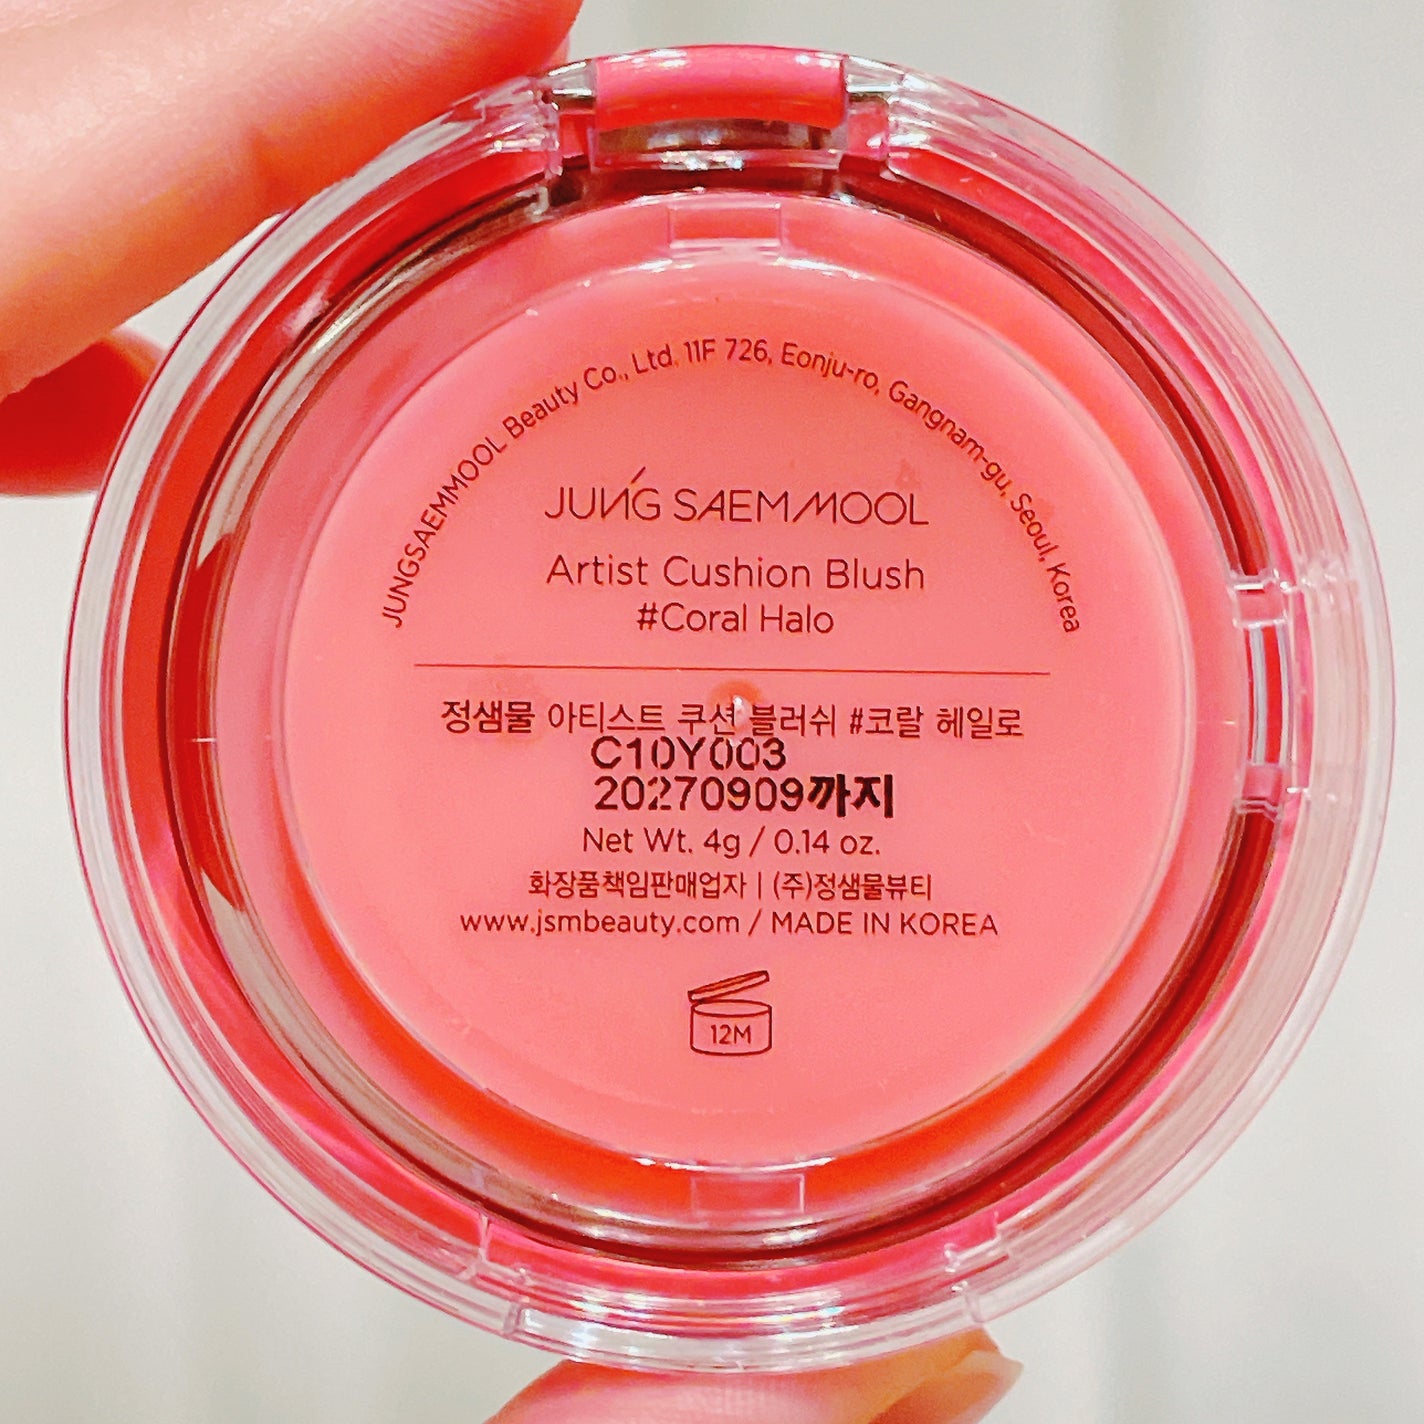 JUNGSAEMMOOL Beauty Co., Ltd. 11F 726, Eonju-ro, Gangnam-gu, Seoul, Korea
JUNG SAEMMOOL
Artist Cushion Blush
#Coral Halo
정샘물 아티스트 쿠션 블러쉬 #코랄 헤일로
C10Y003
20270909까지
Net Wt. 4g / 0.14 oz.
화장품책임판매업자 | (주)정샘물뷰티
www.jsmbeauty.com / MADE IN KOREA
12M